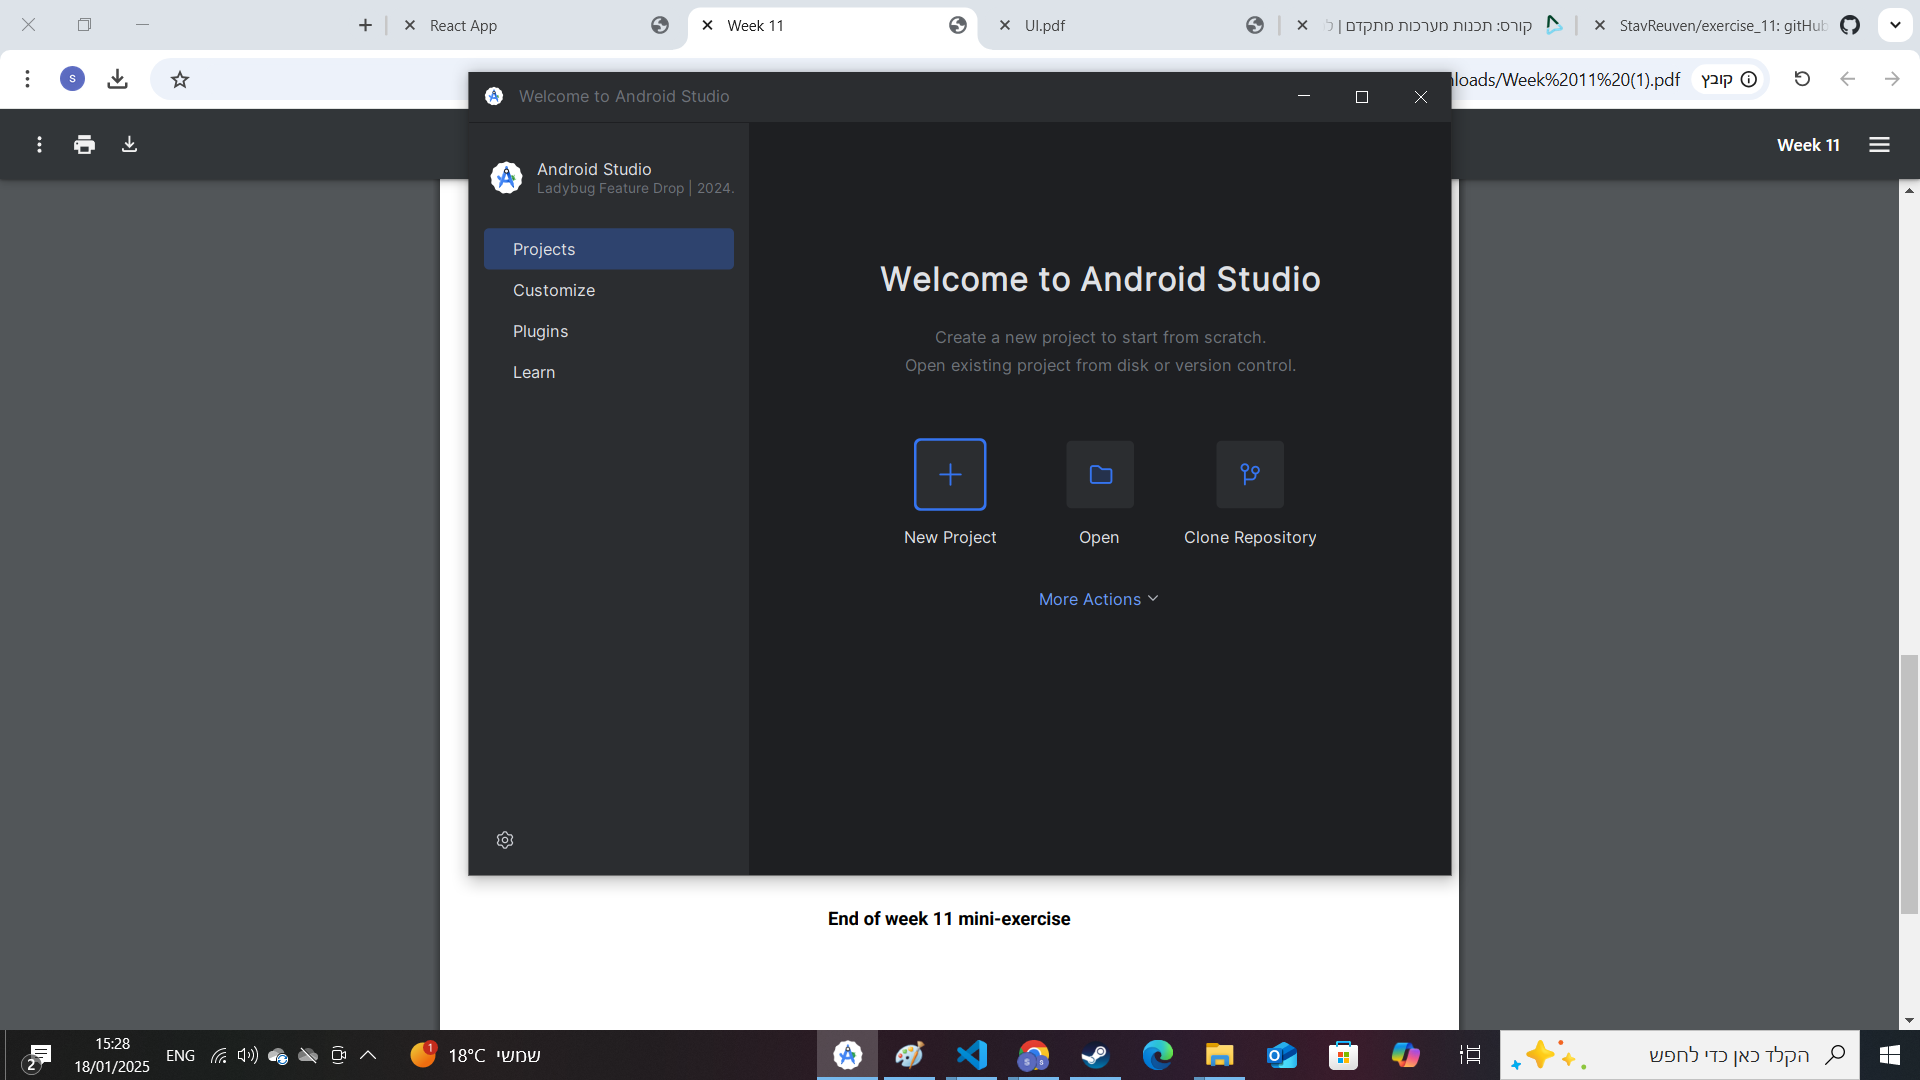 React App
Week 11
UI.pdf
קורס: תכנות מערכות מתקדם | ל
StavReuven/exercise_11: gitHub
S
loads/Week%2011%20(1).pdf
קובץ
Week 11
Welcome to Android Studio
Android Studio
Ladybug Feature Drop | 2024.
Projects
Customize
Plugins
Learn
Welcome to Android Studio
Create a new project to start from scratch.
Open existing project from disk or version control.
New Project
Open
Clone Repository
More Actions
End of week 11 mini-exercise
2
15:28
18/01/2025
ENG
1
18°C שמשי
הקלד כאן כדי לחפש